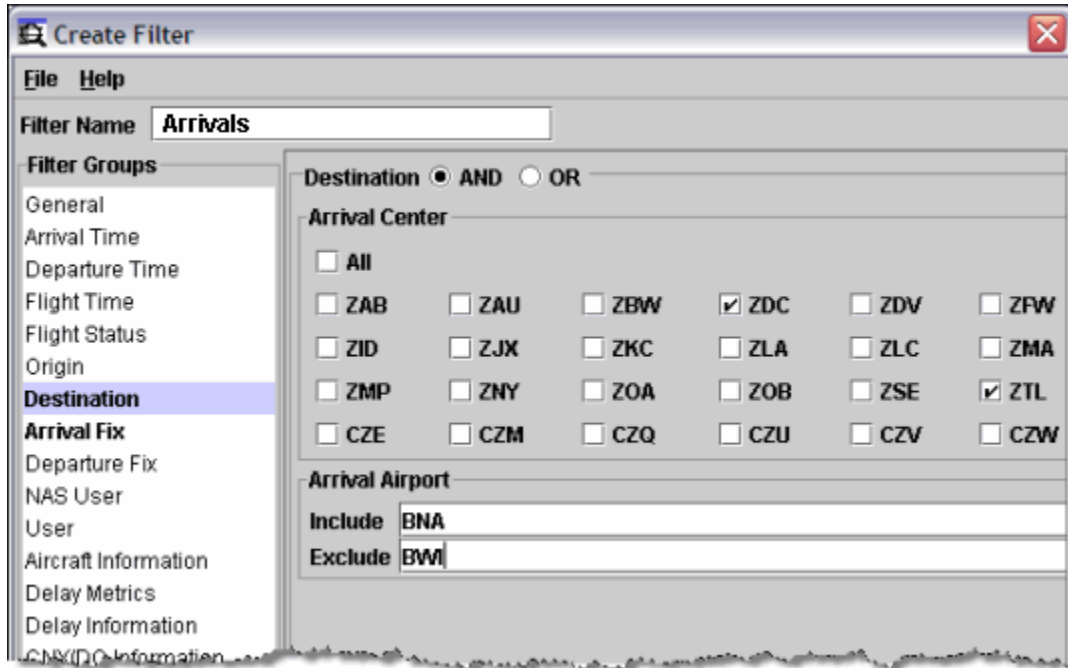 Create Filter
File Help
Filter Name Arrivals
Filter Groups
General
Arrival Time
Departure Time
Flight Time
Flight Status
Origin
Destination
Arrival Fix
Departure Fix
NAS User
User
Aircraft Information
Delay Metrics
Delay Information
CNX(DO Information
Destination AND OR
Arrival Center
All
ZAB ZAU ZBW ZDC ZDV ZFW
ZID ZJX ZKC ZLA ZLC ZMA
ZMP ZNY ZOA ZOB ZSE ZTL
CZE CZM CZQ CZU CZV CZW
Arrival Airport
Include BNA
Exclude BWI